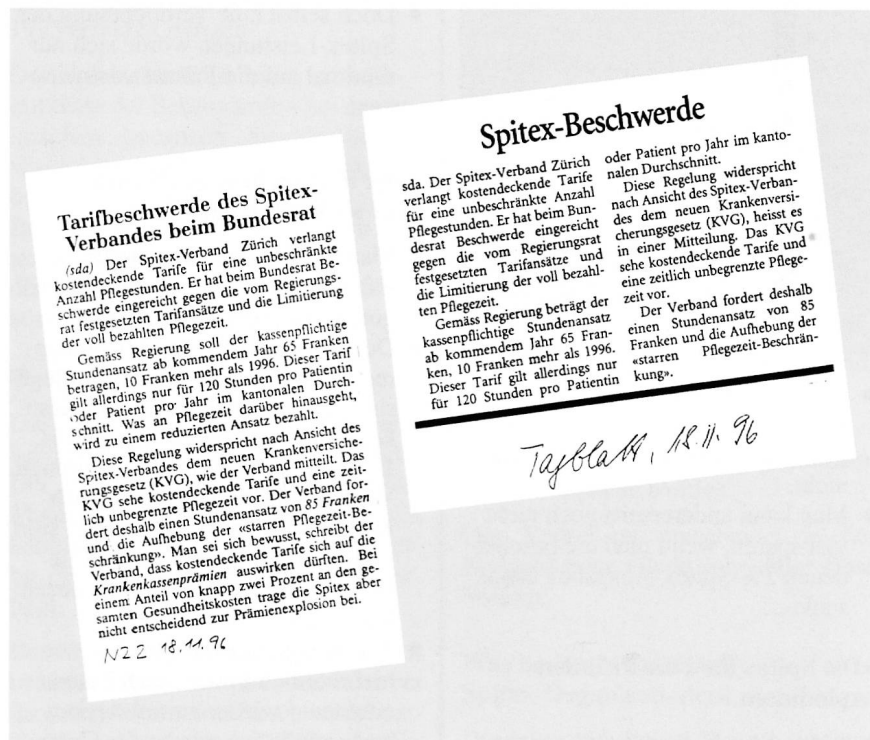 Tarifbeschwerde des Spitex-
Verbandes beim Bundesrat
(sda) Der Spitex-Verband Zürich verlangt
kostendeckende Tarife für eine unbeschränkte
Anzahl Pflegestunden. Er hat beim Bundesrat Be-
schwerde eingereicht gegen die vom Regierungs-
rat festgesetzten Tarifansätze und die Limitierung
der voll bezahlten Pflegezeit.
Gemäss Regierung soll der kassenpflichtige
Stundenansatz ab kommendem Jahr 65 Franken
betragen, 10 Franken mehr als 1996. Dieser Tarif
gilt allerdings nur für 120 Stunden pro Patientin
oder Patient pro Jahr im kantonalen Durch-
schnitt. Was an Pflegezeit darüber hinausgeht,
wird zu einem reduzierten Ansatz bezahlt.
Diese Regelung widerspricht nach Ansicht des
Spitex-Verbandes dem neuen Krankenversiche-
rungsgesetz (KVG), wie der Verband mitteilt. Das
KVG sehe kostendeckende Tarife und eine zeit-
lich unbegrenzte Pflegezeit vor. Der Verband for-
dert deshalb einen Stundenansatz von 85 Franken
und die Aufhebung der «starren Pflegezeit-Be-
schränkung». Man sei sich bewusst, schreibt der
Verband, dass kostendeckende Tarife sich auf die
Krankenkassenprämien auswirken dürften. Bei
einem Anteil von knapp zwei Prozent an den ge-
samten Gesundheitskosten trage die Spitex aber
nicht entscheidend zur Prämienexplosion bei.
NZZ 18.11.96
Spitex-Beschwerde
sda. Der Spitex-Verband Zürich
verlangt kostendeckende Tarife
für eine unbeschränkte Anzahl
Pflegestunden. Er hat beim Bun-
desrat Beschwerde eingereicht
gegen die vom Regierungsrat
festgesetzten Tarifansätze und
die Limitierung der voll bezahl-
ten Pflegezeit.
Gemäss Regierung beträgt der
kassenpflichtige Stundenansatz
ab kommendem Jahr 65 Fran-
ken, 10 Franken mehr als 1996.
Dieser Tarif gilt allerdings nur
für 120 Stunden pro Patientin
oder Patient pro Jahr im kanto-
nalen Durchschnitt.
Diese Regelung widerspricht
nach Ansicht des Spitex-Verban-
des dem neuen Krankenversi-
cherungsgesetz (KVG), heisst es
in einer Mitteilung. Das KVG
sehe kostendeckende Tarife und
eine zeitlich unbegrenzte Pflege-
zeit vor.
Der Verband fordert deshalb
einen Stundenansatz von 85
Franken und die Aufhebung der
«starren Pflegezeit-Beschrän-
kung».
Tagblatt, 18.11.96